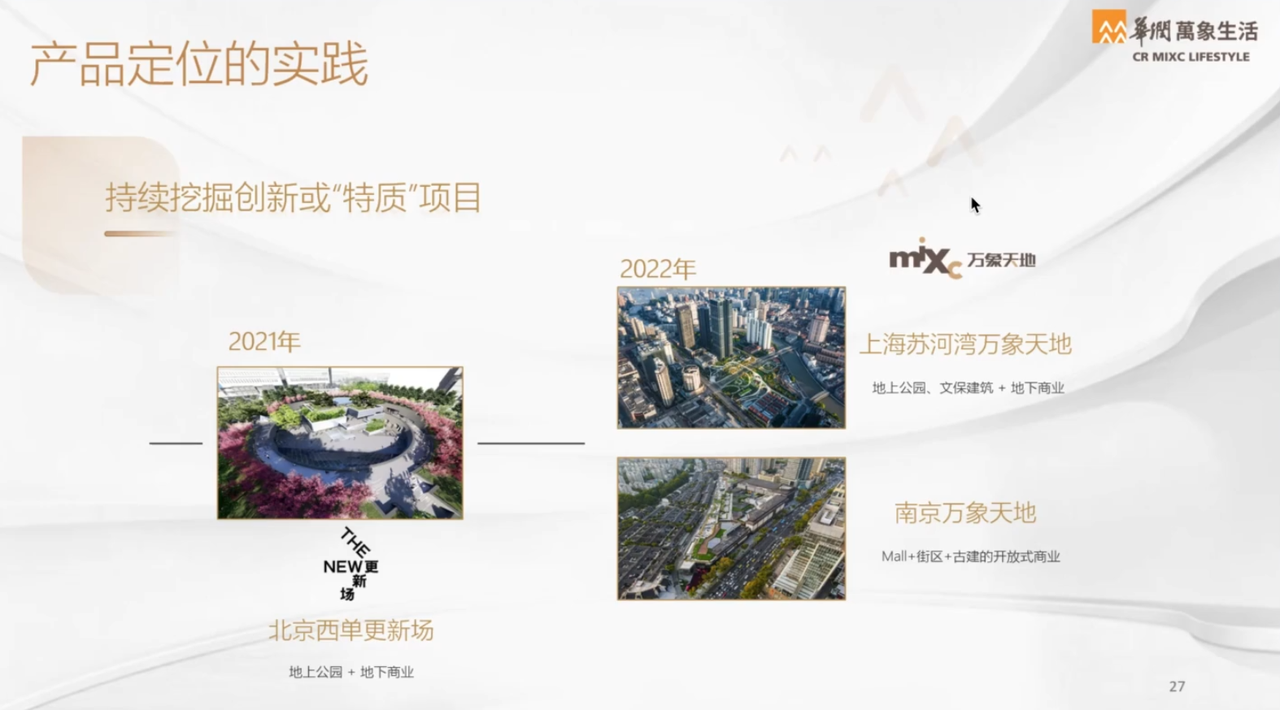 产品定位的实践
華潤萬象生活
CR MIXC LIFESTYLE
持续挖掘创新或“特质”项目
2021年
THE
NEW更
新
场
北京西单更新场
地上公园 + 地下商业
2022年
mixc 万象天地
上海苏河湾万象天地
地上公园、文保建筑 + 地下商业
南京万象天地
Mall+街区+古建的开放式商业
27